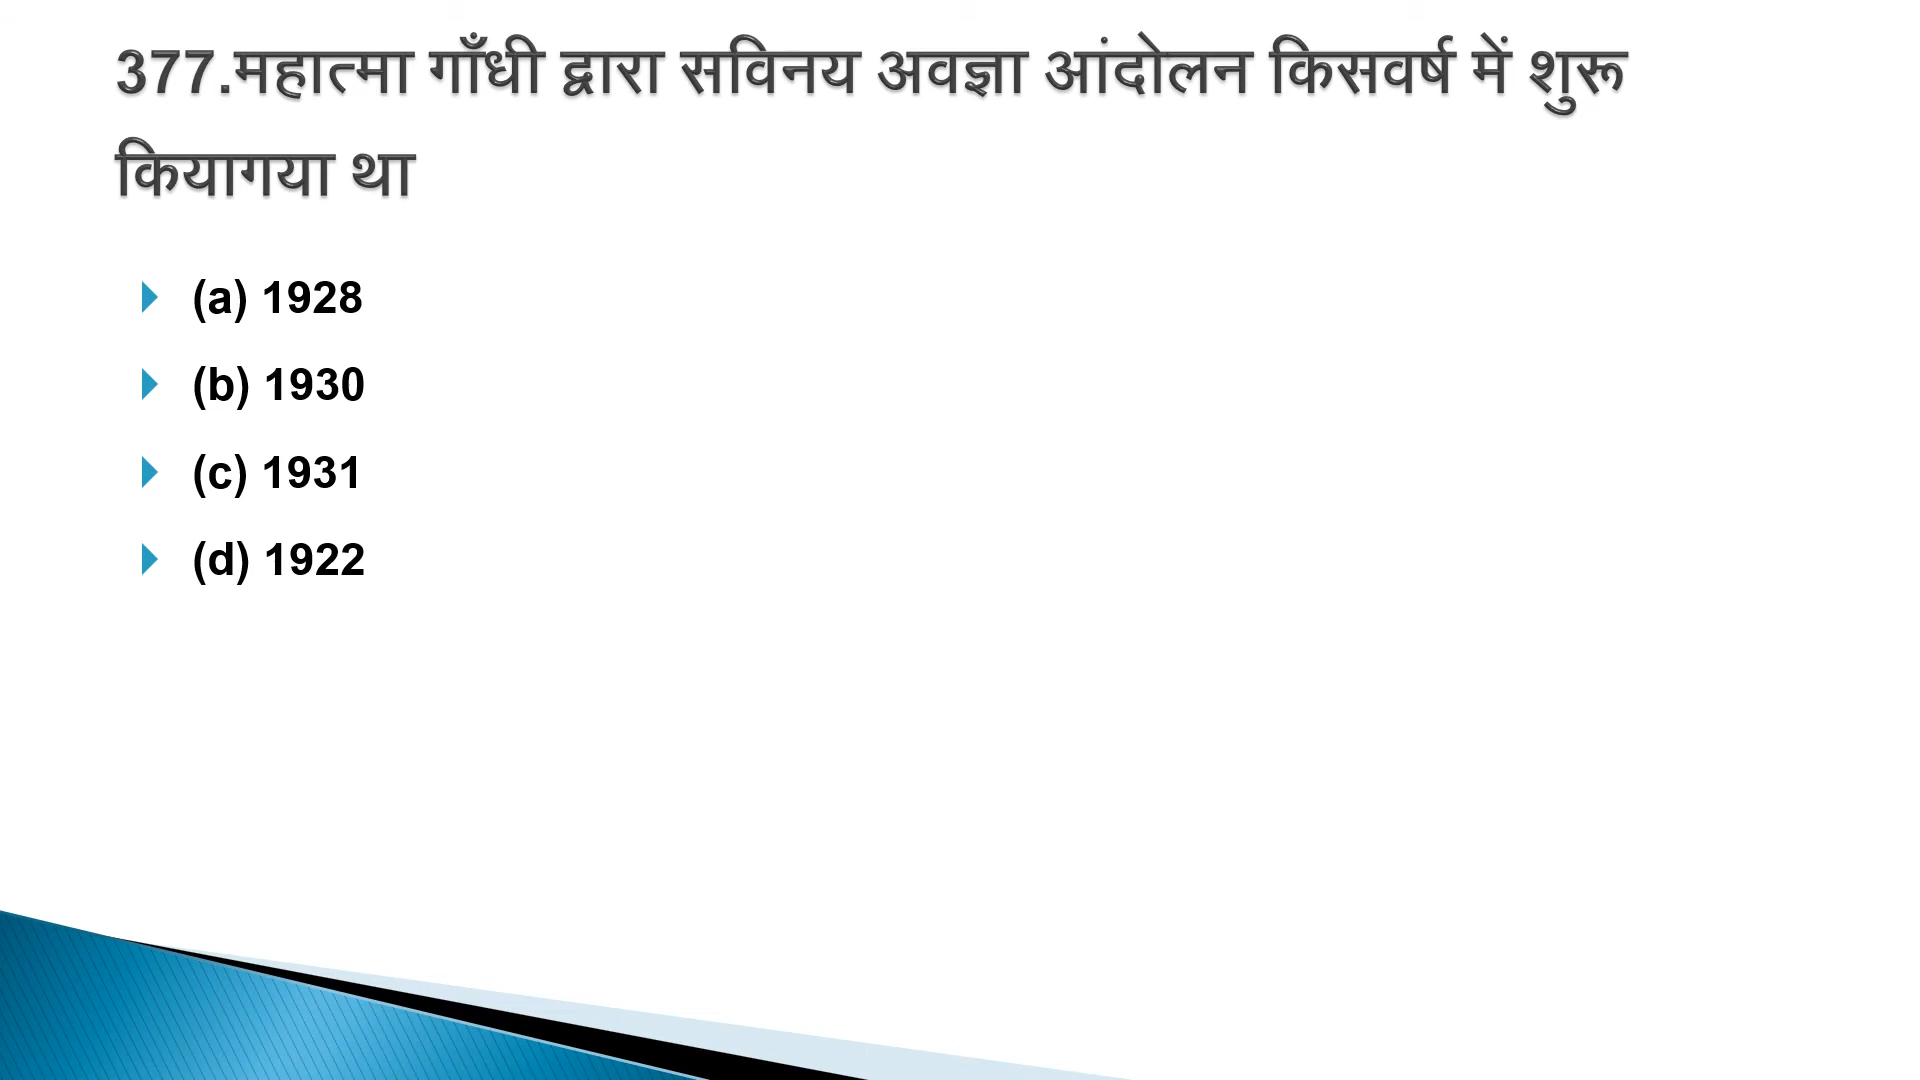 377.महात्मा गाँधी द्वारा सविनय अवज्ञा आंदोलन किसवर्ष में शुरू
कियागया था
(a) 1928
(b) 1930
(c) 1931
(d) 1922